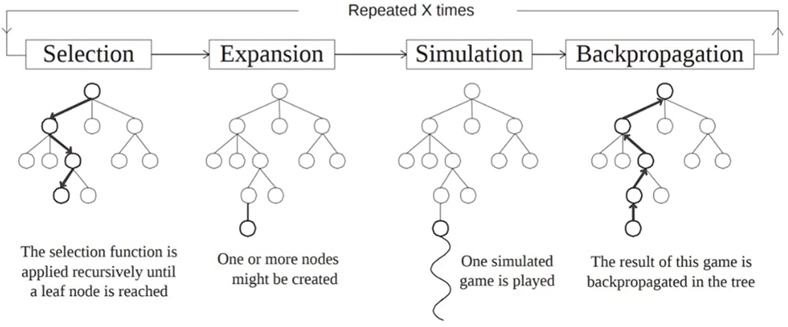 Repeated X times
Selection
Expansion
Simulation
Backpropagation
The selection function is
applied recursively until
a leaf node is reached
One or more nodes
might be created
One simulated
game is played
The result of this game is
backpropagated in the tree